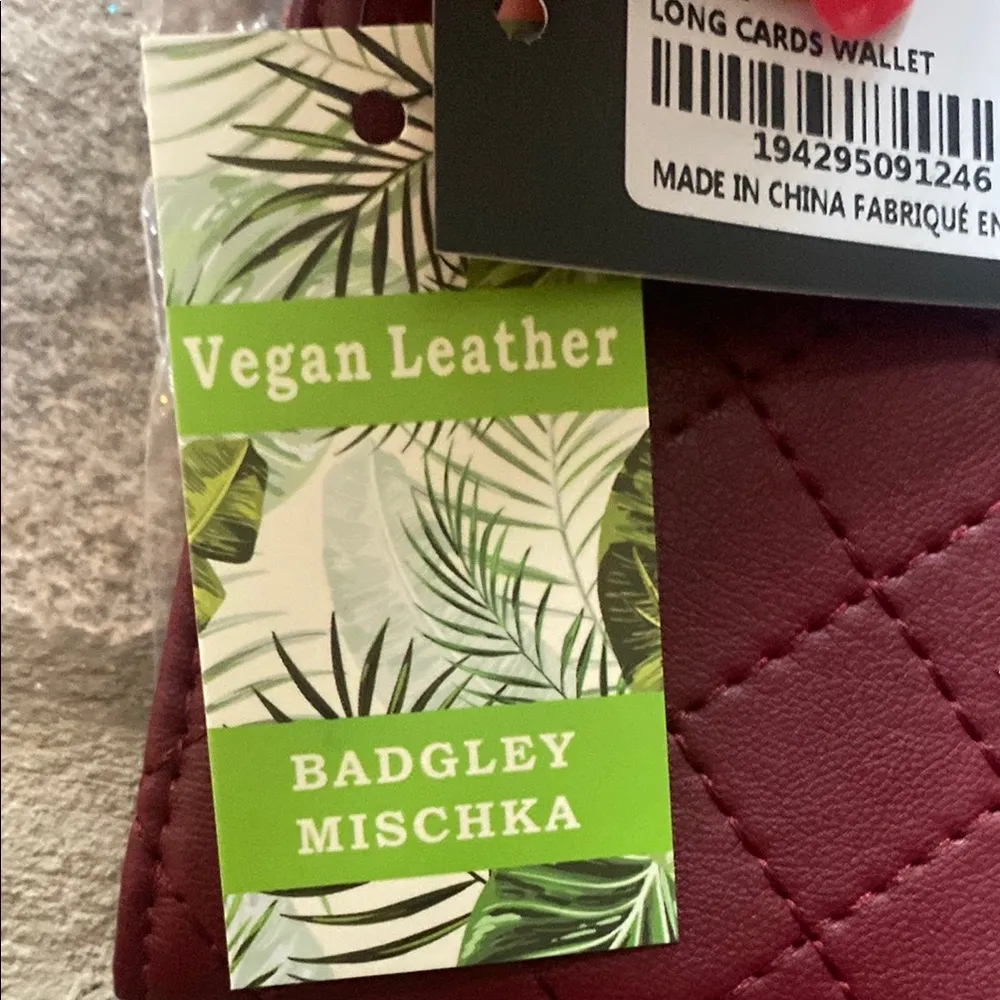 LONG CARDS WALLET
194295091246
MADE IN CHINA FABRIQUÉ EN
Vegan Leather
BADGLEY
MISCHKA